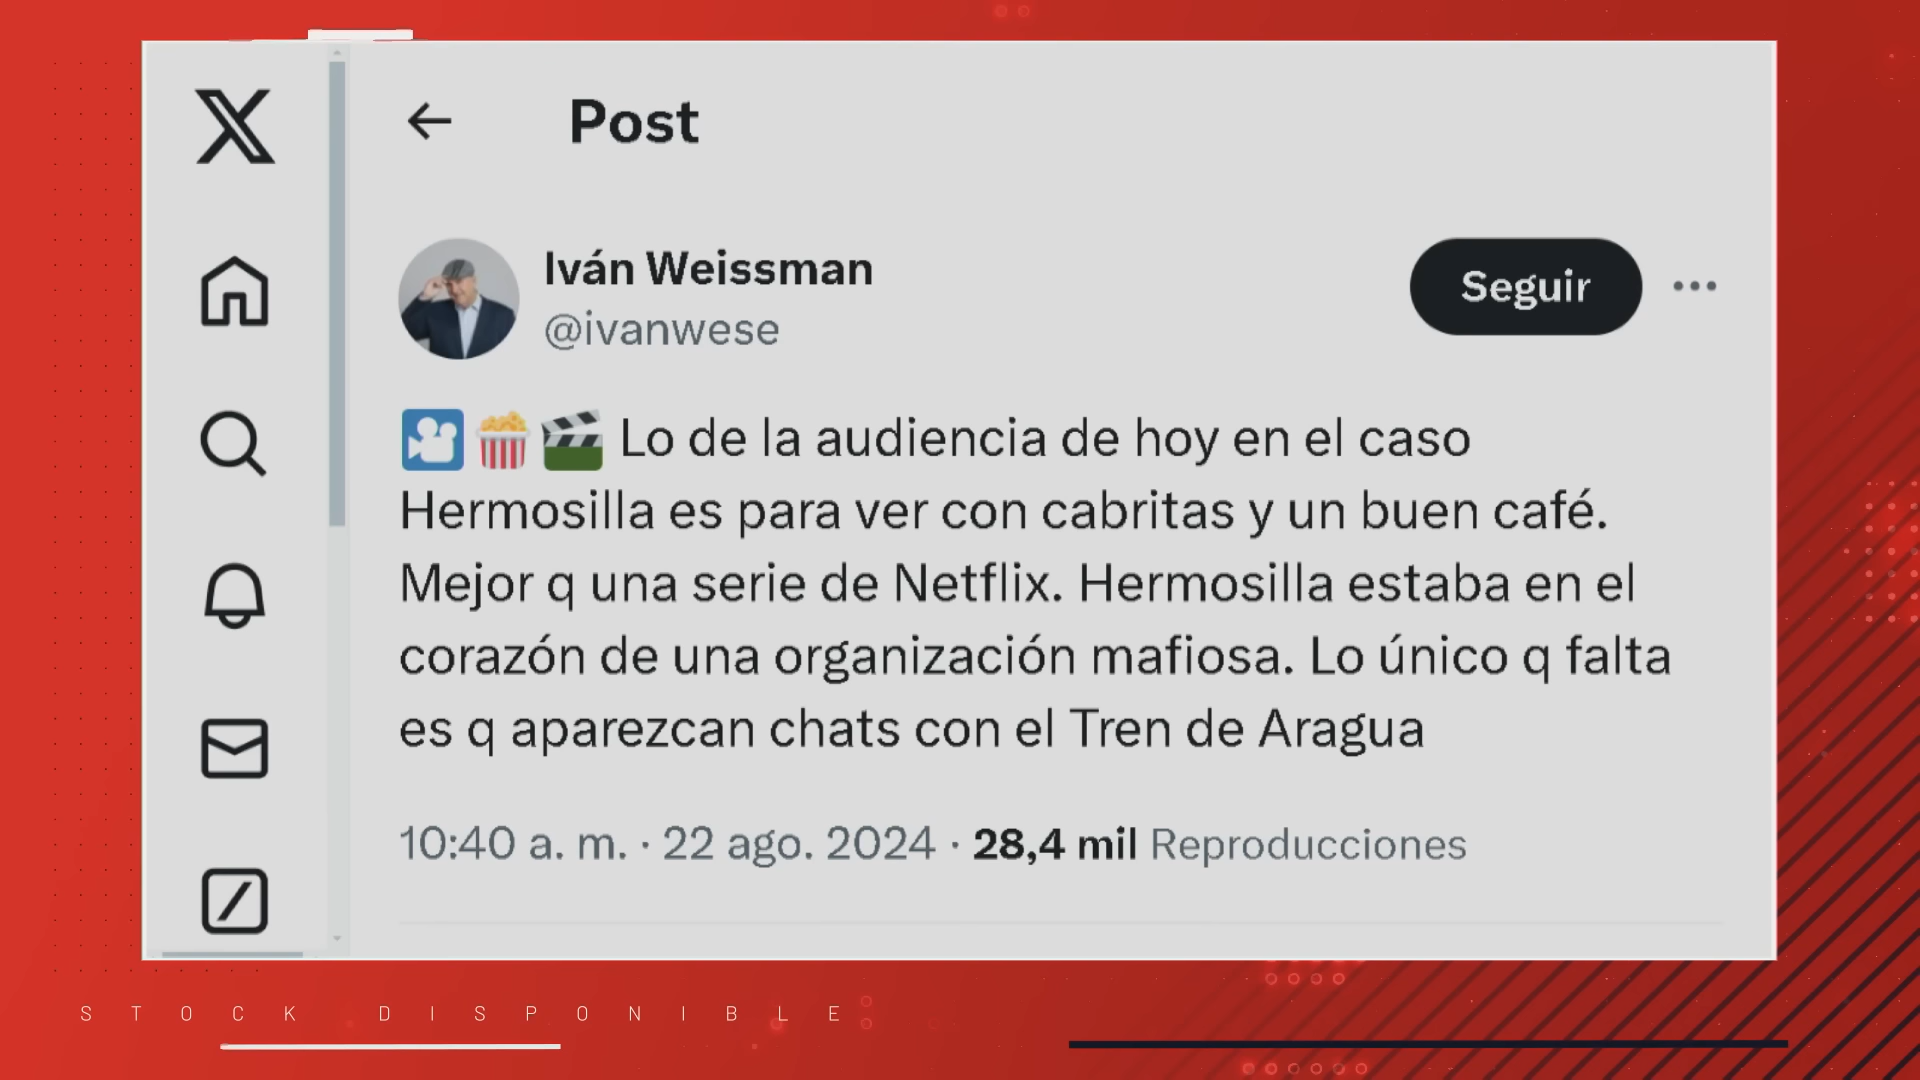 Post
Iván Weissman
@ivanwese
Seguir
🎦🍿🎬 Lo de la audiencia de hoy en el caso
Hermosilla es para ver con cabritas y un buen café.
Mejor q una serie de Netflix. Hermosilla estaba en el
corazón de una organización mafiosa. Lo único q falta
es q aparezcan chats con el Tren de Aragua
10:40 a. m. · 22 ago. 2024 · 28,4 mil Reproducciones
STOCK DISPONIBLE